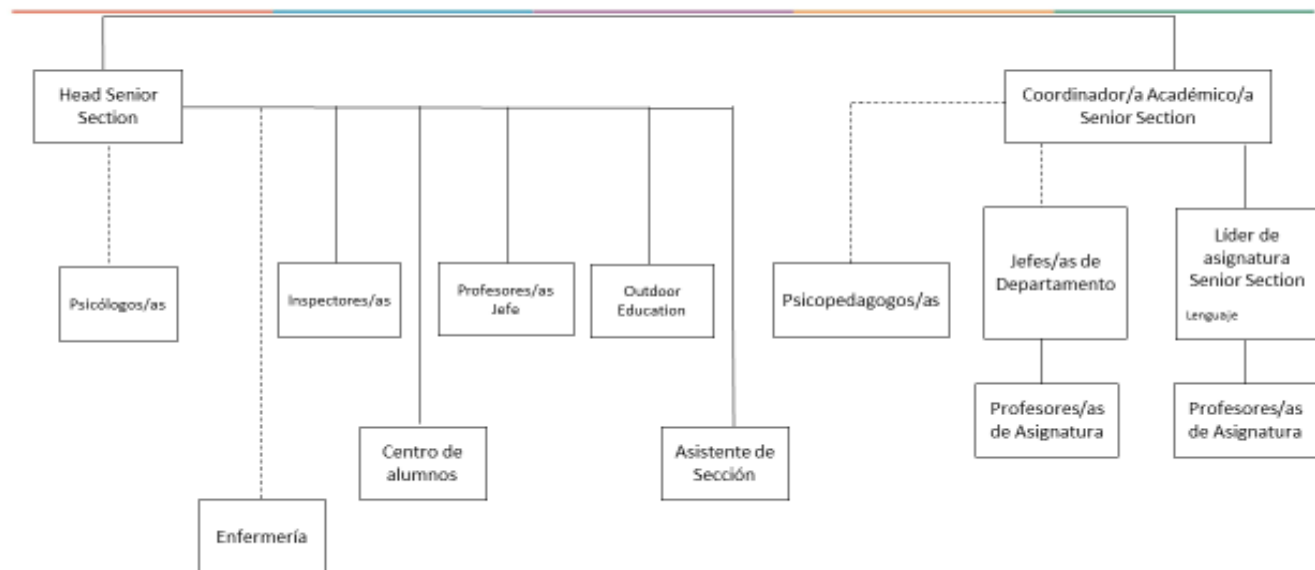 Head Senior
Section
Coordinador/a Académico/a
Senior Section
Psicólogos/as
Inspectores/as
Profesores/as
Jefe
Outdoor
Education
Psicopedagogos/as
Jefes/as de
Departamento
Líder de
asignatura
Senior Section
Lenguaje
Centro de
alumnos
Asistente de
Sección
Profesores/as
de Asignatura
Profesores/as
de Asignatura
Enfermería